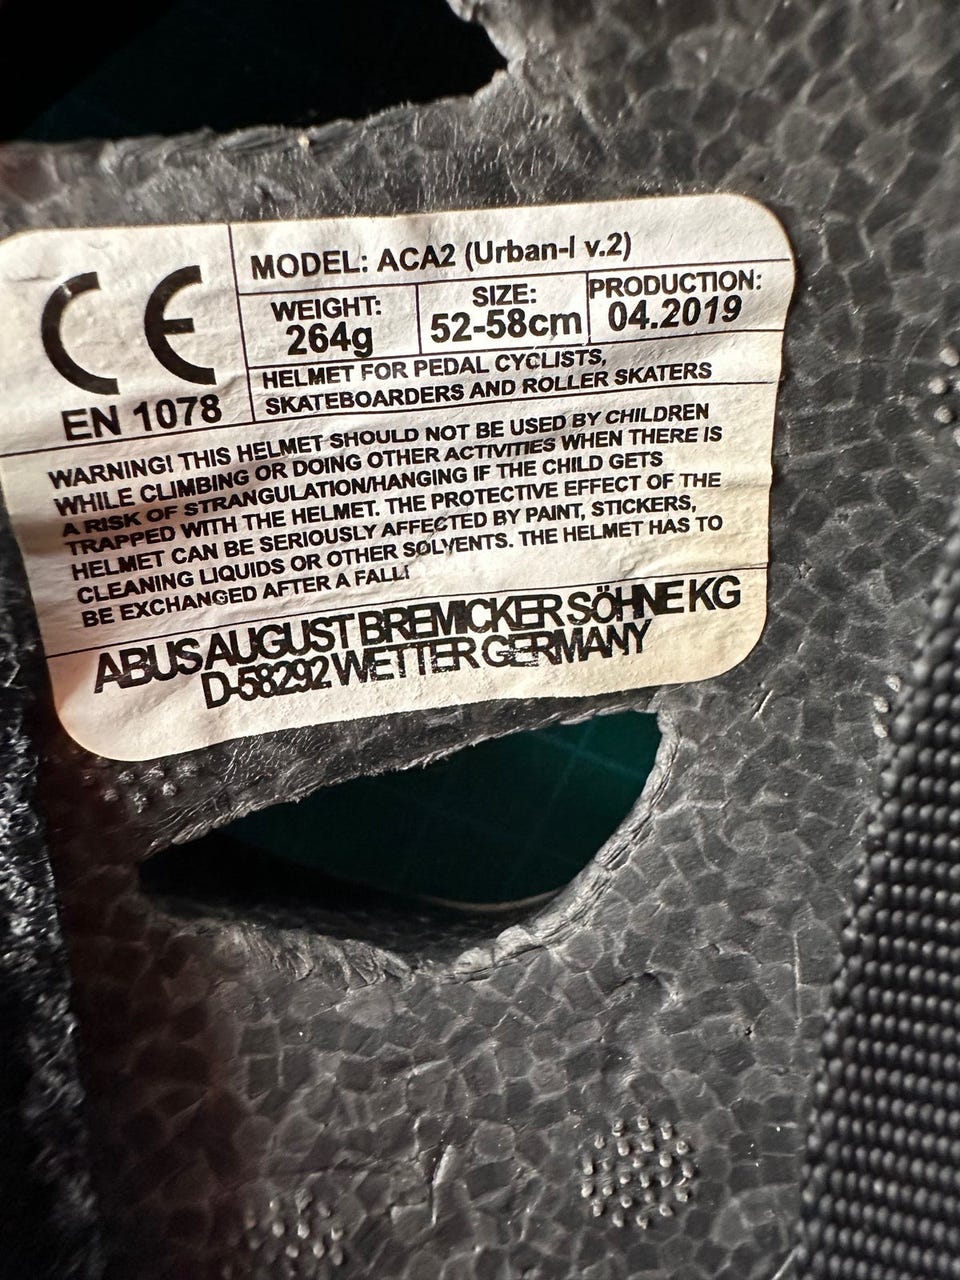 CE
EN 1078
MODEL: ACA2 (Urban-I v.2)
WEIGHT:
264g
SIZE:
52-58cm
PRODUCTION:
04.2019
HELMET FOR PEDAL CYCLISTS,
SKATEBOARDERS AND ROLLER SKATERS
WARNING! THIS HELMET SHOULD NOT BE USED BY CHILDREN
WHILE CLIMBING OR DOING OTHER ACTIVITIES WHEN THERE IS
A RISK OF STRANGULATION/HANGING IF THE CHILD GETS
TRAPPED WITH THE HELMET. THE PROTECTIVE EFFECT OF THE
HELMET CAN BE SERIOUSLY AFFECTED BY PAINT, STICKERS,
CLEANING LIQUIDS OR OTHER SOLVENTS. THE HELMET HAS TO
BE EXCHANGED AFTER A FALL!
ABUS AUGUST BREMICKER SÖHNE KG
D-58292 WETTER GERMANY